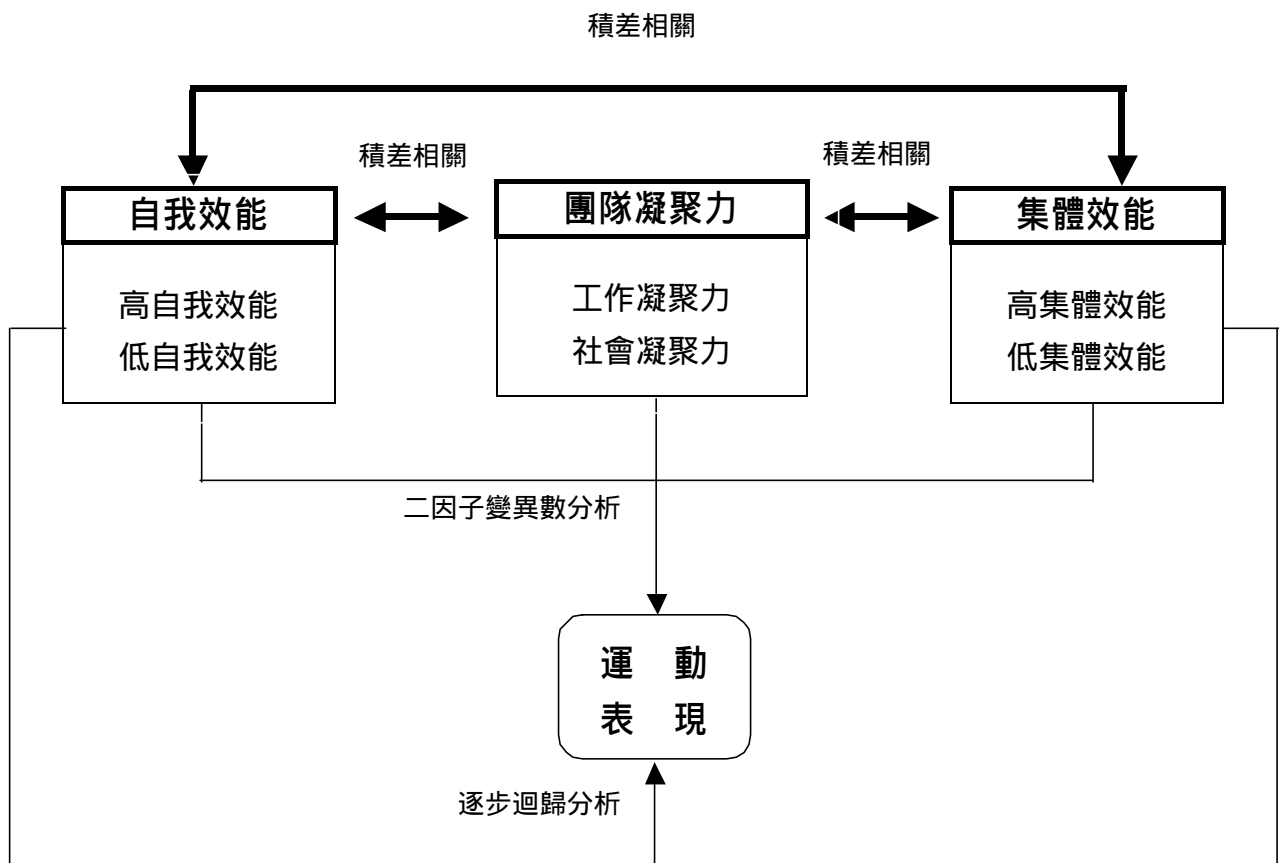 積差相關
積差相關
積差相關
自我效能
團隊凝聚力
集體效能
高自我效能
低自我效能
工作凝聚力
社會凝聚力
高集體效能
低集體效能
二因子變異數分析
運 動
表 現
逐步迴歸分析